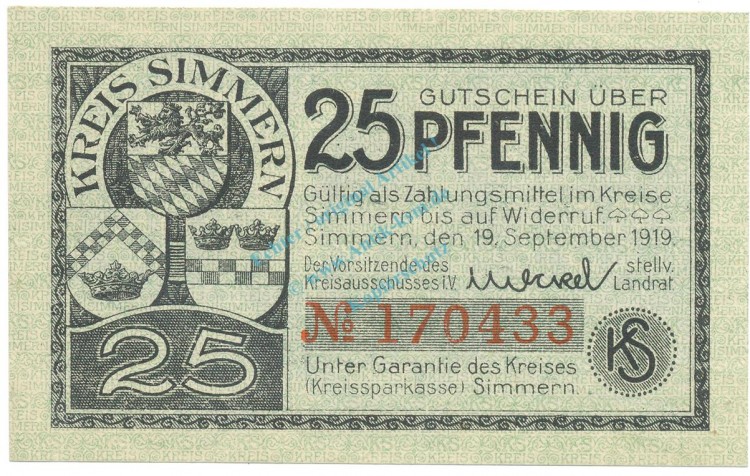 KREIS SIMMERN
25
25 GUTSCHEIN ÜBER
PFENNIG
Gültig als Zahlungsmittel im Kreise
Simmern bis auf Widerruf.
Simmern, den 19. September 1919.
Der Vorsitzende des
Kreisausschusses i.V.
stellv.
Landrat
№ 170433
KS
Unter Garantie des Kreises
(Kreissparkasse) Simmern.